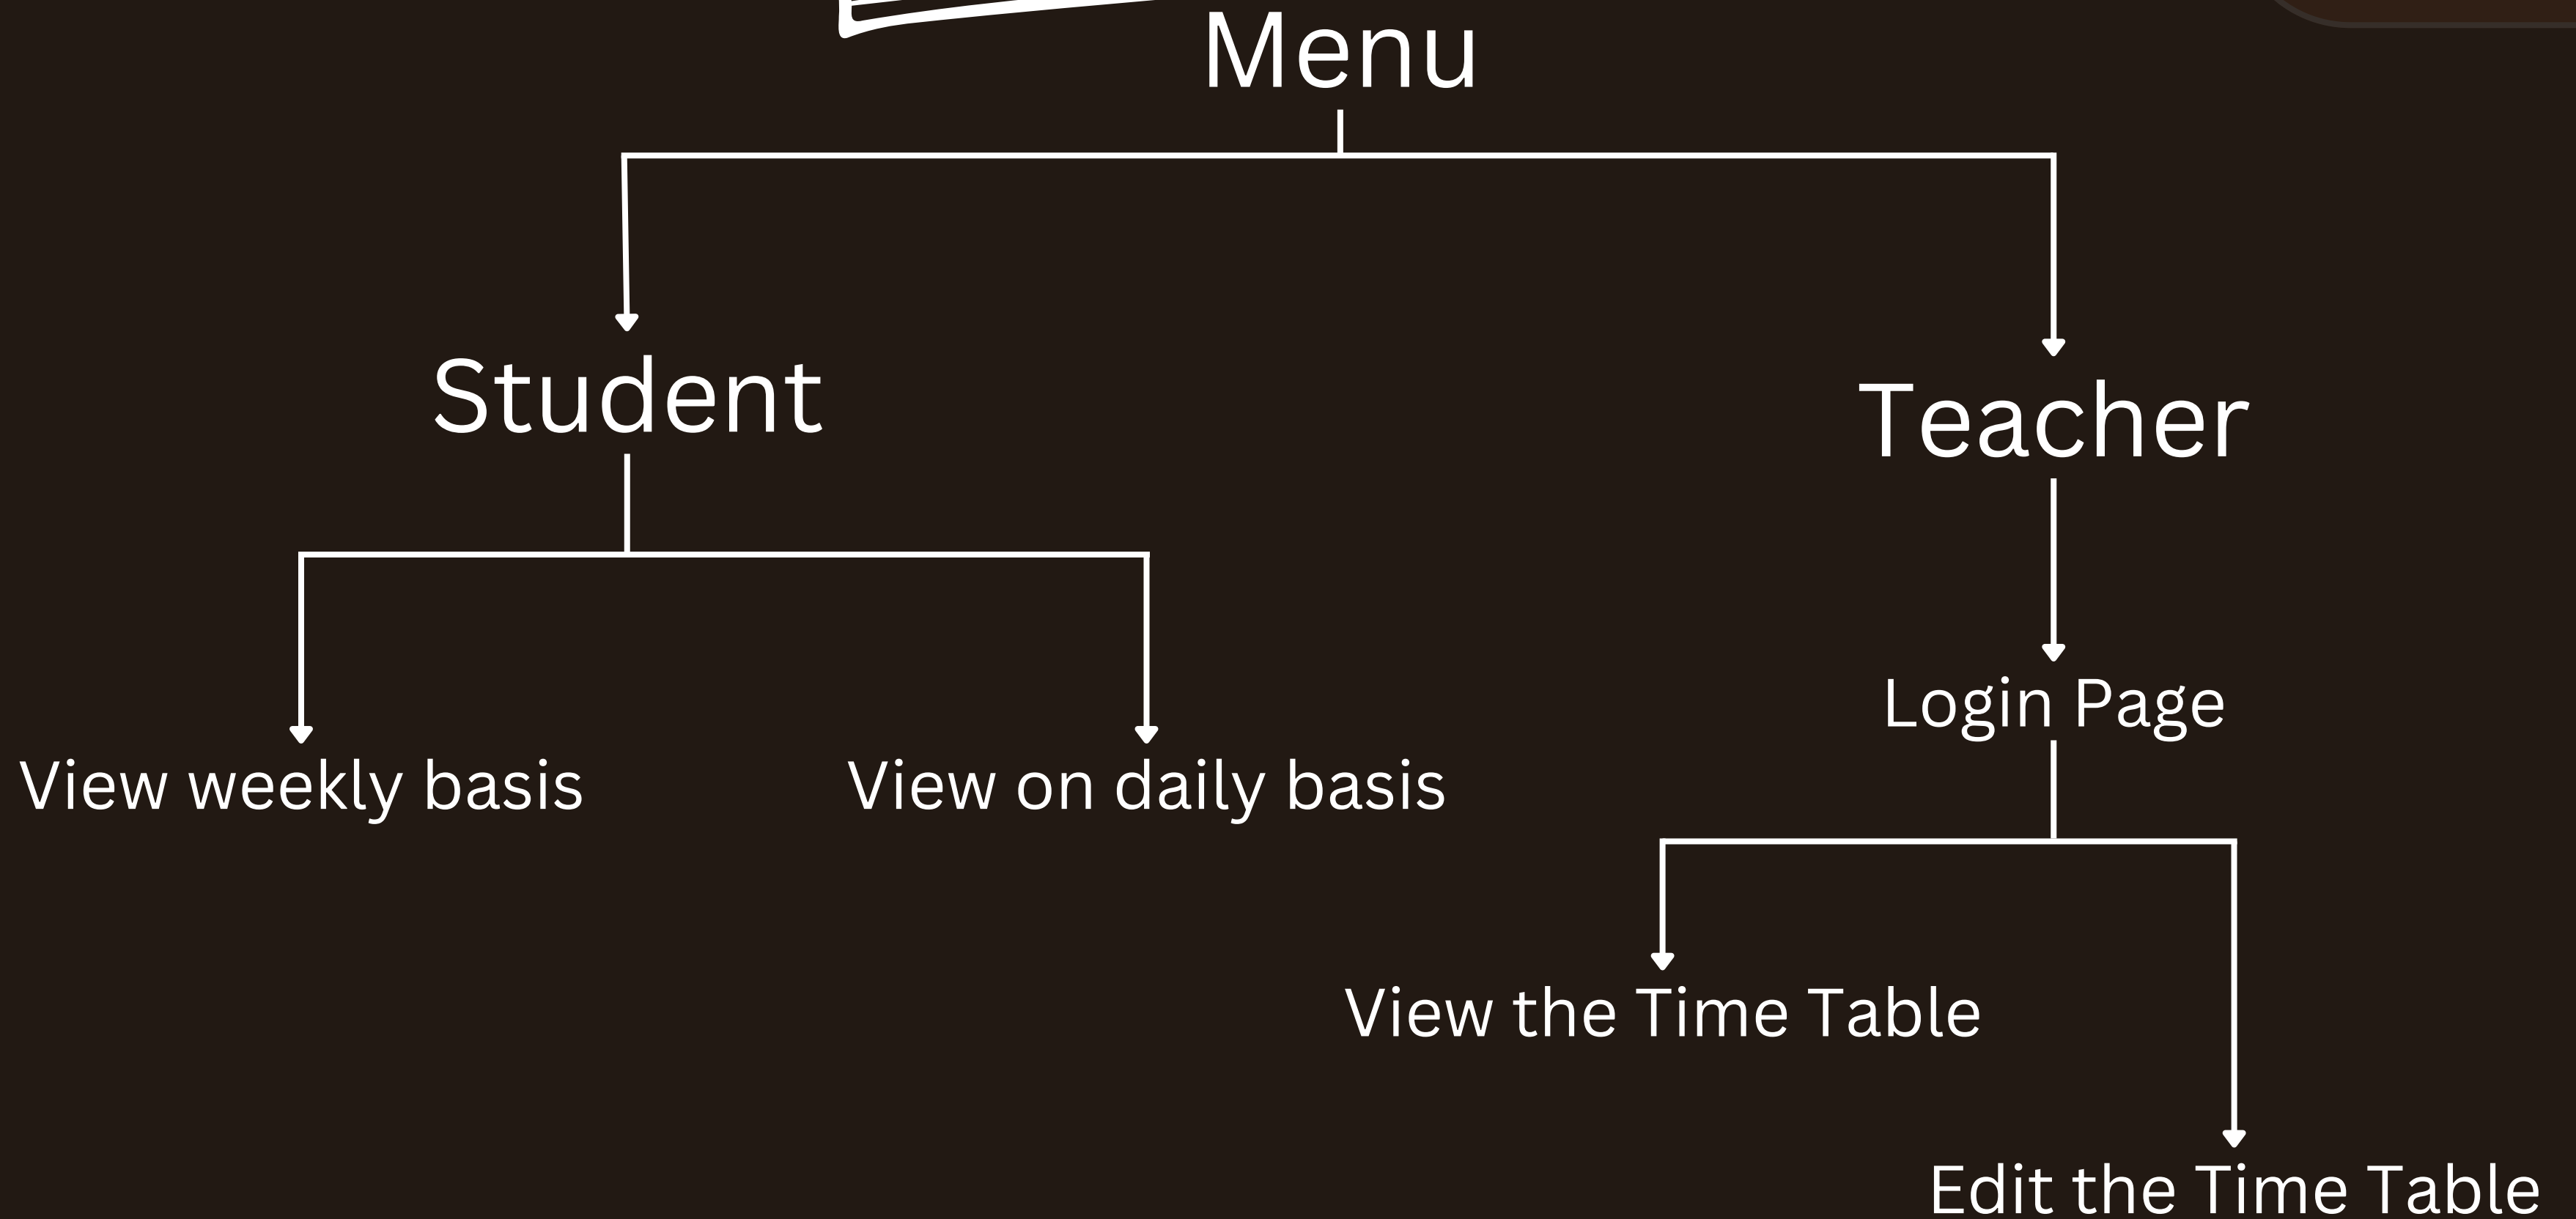 Menu
Student
Teacher
Login Page
View weekly basis
View on daily basis
View the Time Table
Edit the Time Table